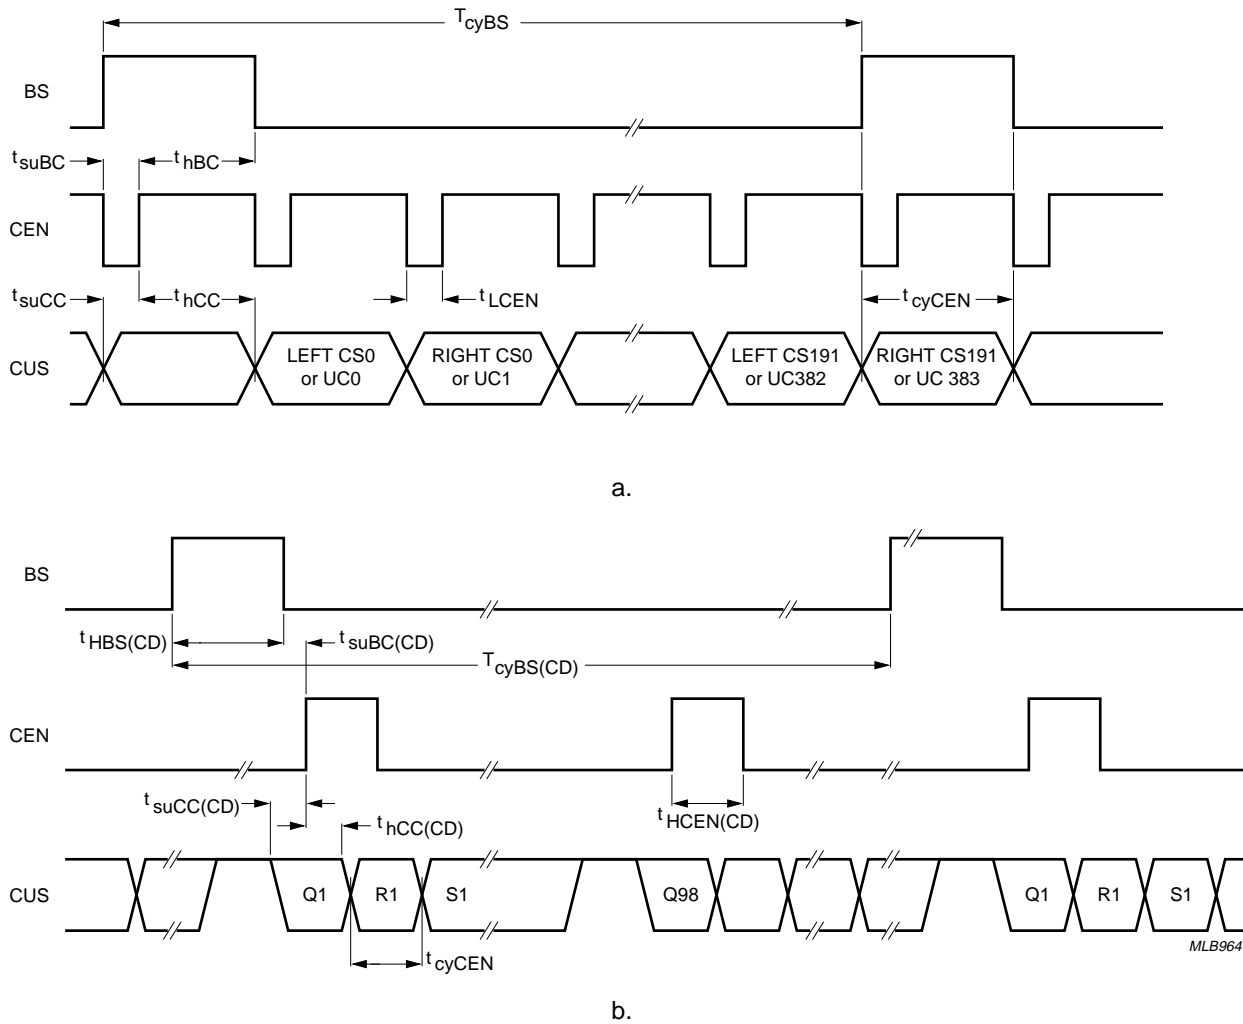 TcyBS
BS
tsuBC
thBC
CEN
tsuCC
thCC
tLCEN
tcyCEN
CUS
LEFT CS0
or UC0
RIGHT CS0
or UC1
LEFT CS191
or UC382
RIGHT CS191
or UC 383
a.
BS
tHBS(CD)
tsuBC(CD)
TcyBS(CD)
CEN
tsuCC(CD)
thCC(CD)
tHCEN(CD)
CUS
Q1
R1
S1
Q98
Q1
R1
S1
tcyCEN
MLB964
b.